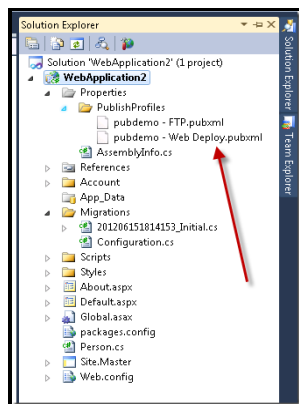 Solution Explorer
Solution 'WebApplication2' (1 project)
WebApplication2
Properties
PublishProfiles
pubdemo - FTP.pubxml
pubdemo - Web Deploy.pubxml
AssemblyInfo.cs
References
Account
App_Data
Migrations
201206151814153_Initial.cs
Configuration.cs
Scripts
Styles
About.aspx
Default.aspx
Global.asax
packages.config
Person.cs
Site.Master
Web.config
Solution Explorer
Team Explorer